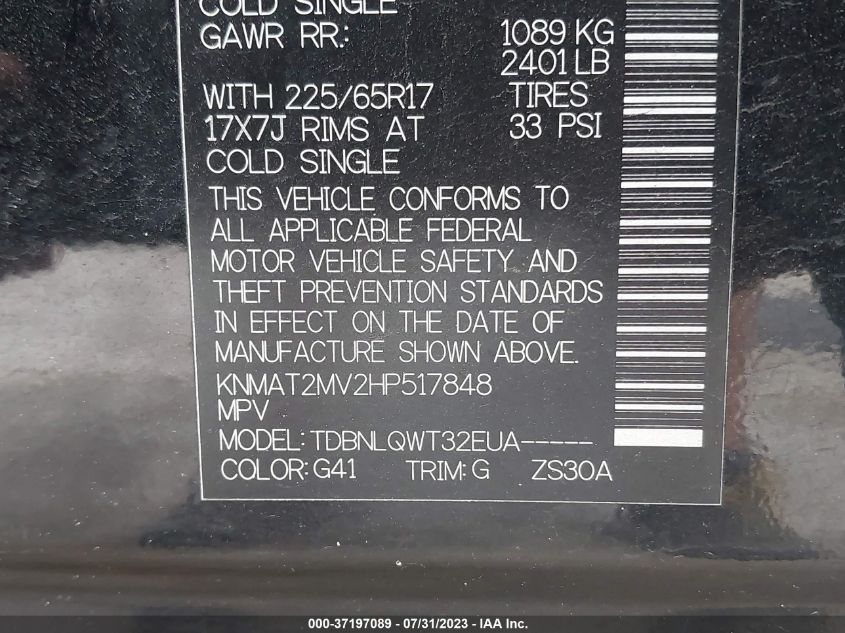 COLD SINGLE
GAWR RR.: 1089 KG
2401 LB
WITH 225/65R17 TIRES
17X7J RIMS AT 33 PSI
COLD SINGLE
THIS VEHICLE CONFORMS TO
ALL APPLICABLE FEDERAL
MOTOR VEHICLE SAFETY AND
THEFT PREVENTION STANDARDS
IN EFFECT ON THE DATE OF
MANUFACTURE SHOWN ABOVE.
KNMAT2MV2HP517848
MPV
MODEL: TDBNLQWT32EUA-----
COLOR: G41 TRIM: G ZS30A
000-37197089 - 07/31/2023 - IAA Inc.